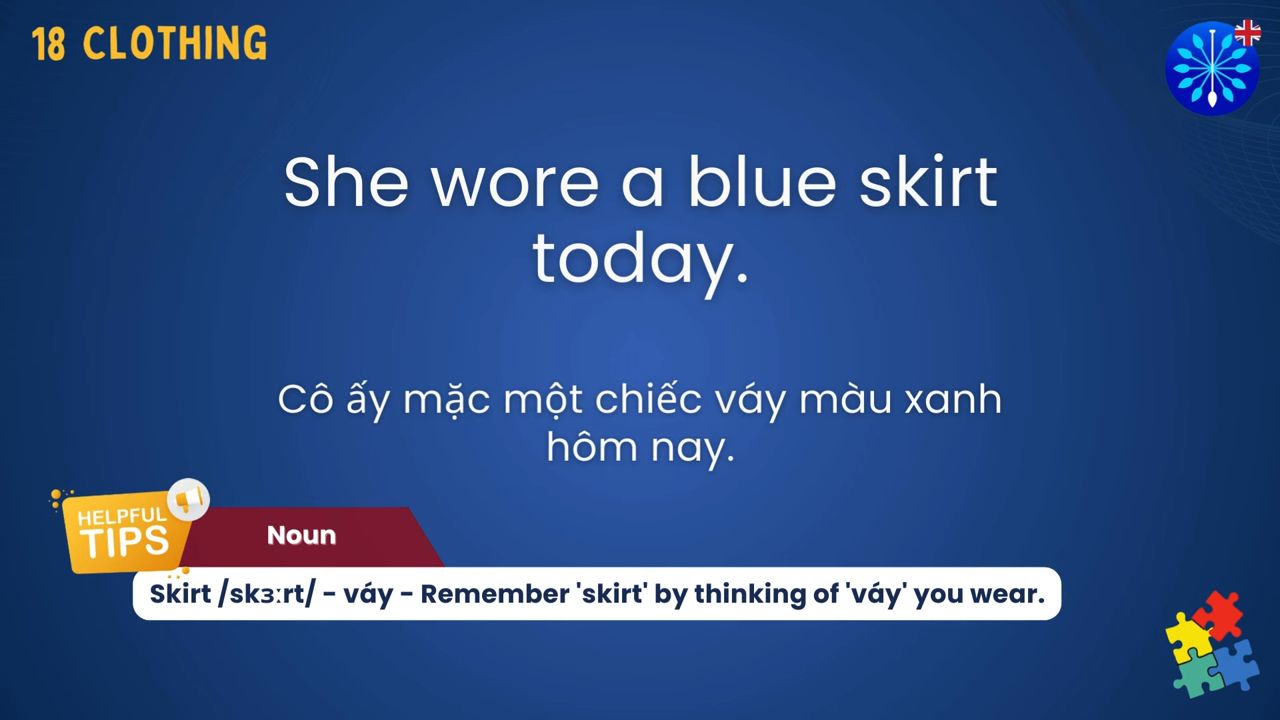 18 CLOTHING
She wore a blue skirt
today.
Cô ấy mặc một chiếc váy màu xanh
hôm nay.
HELPFUL
TIPS
Noun
Skirt /skɜːrt/ - váy - Remember 'skirt' by thinking of 'váy' you wear.